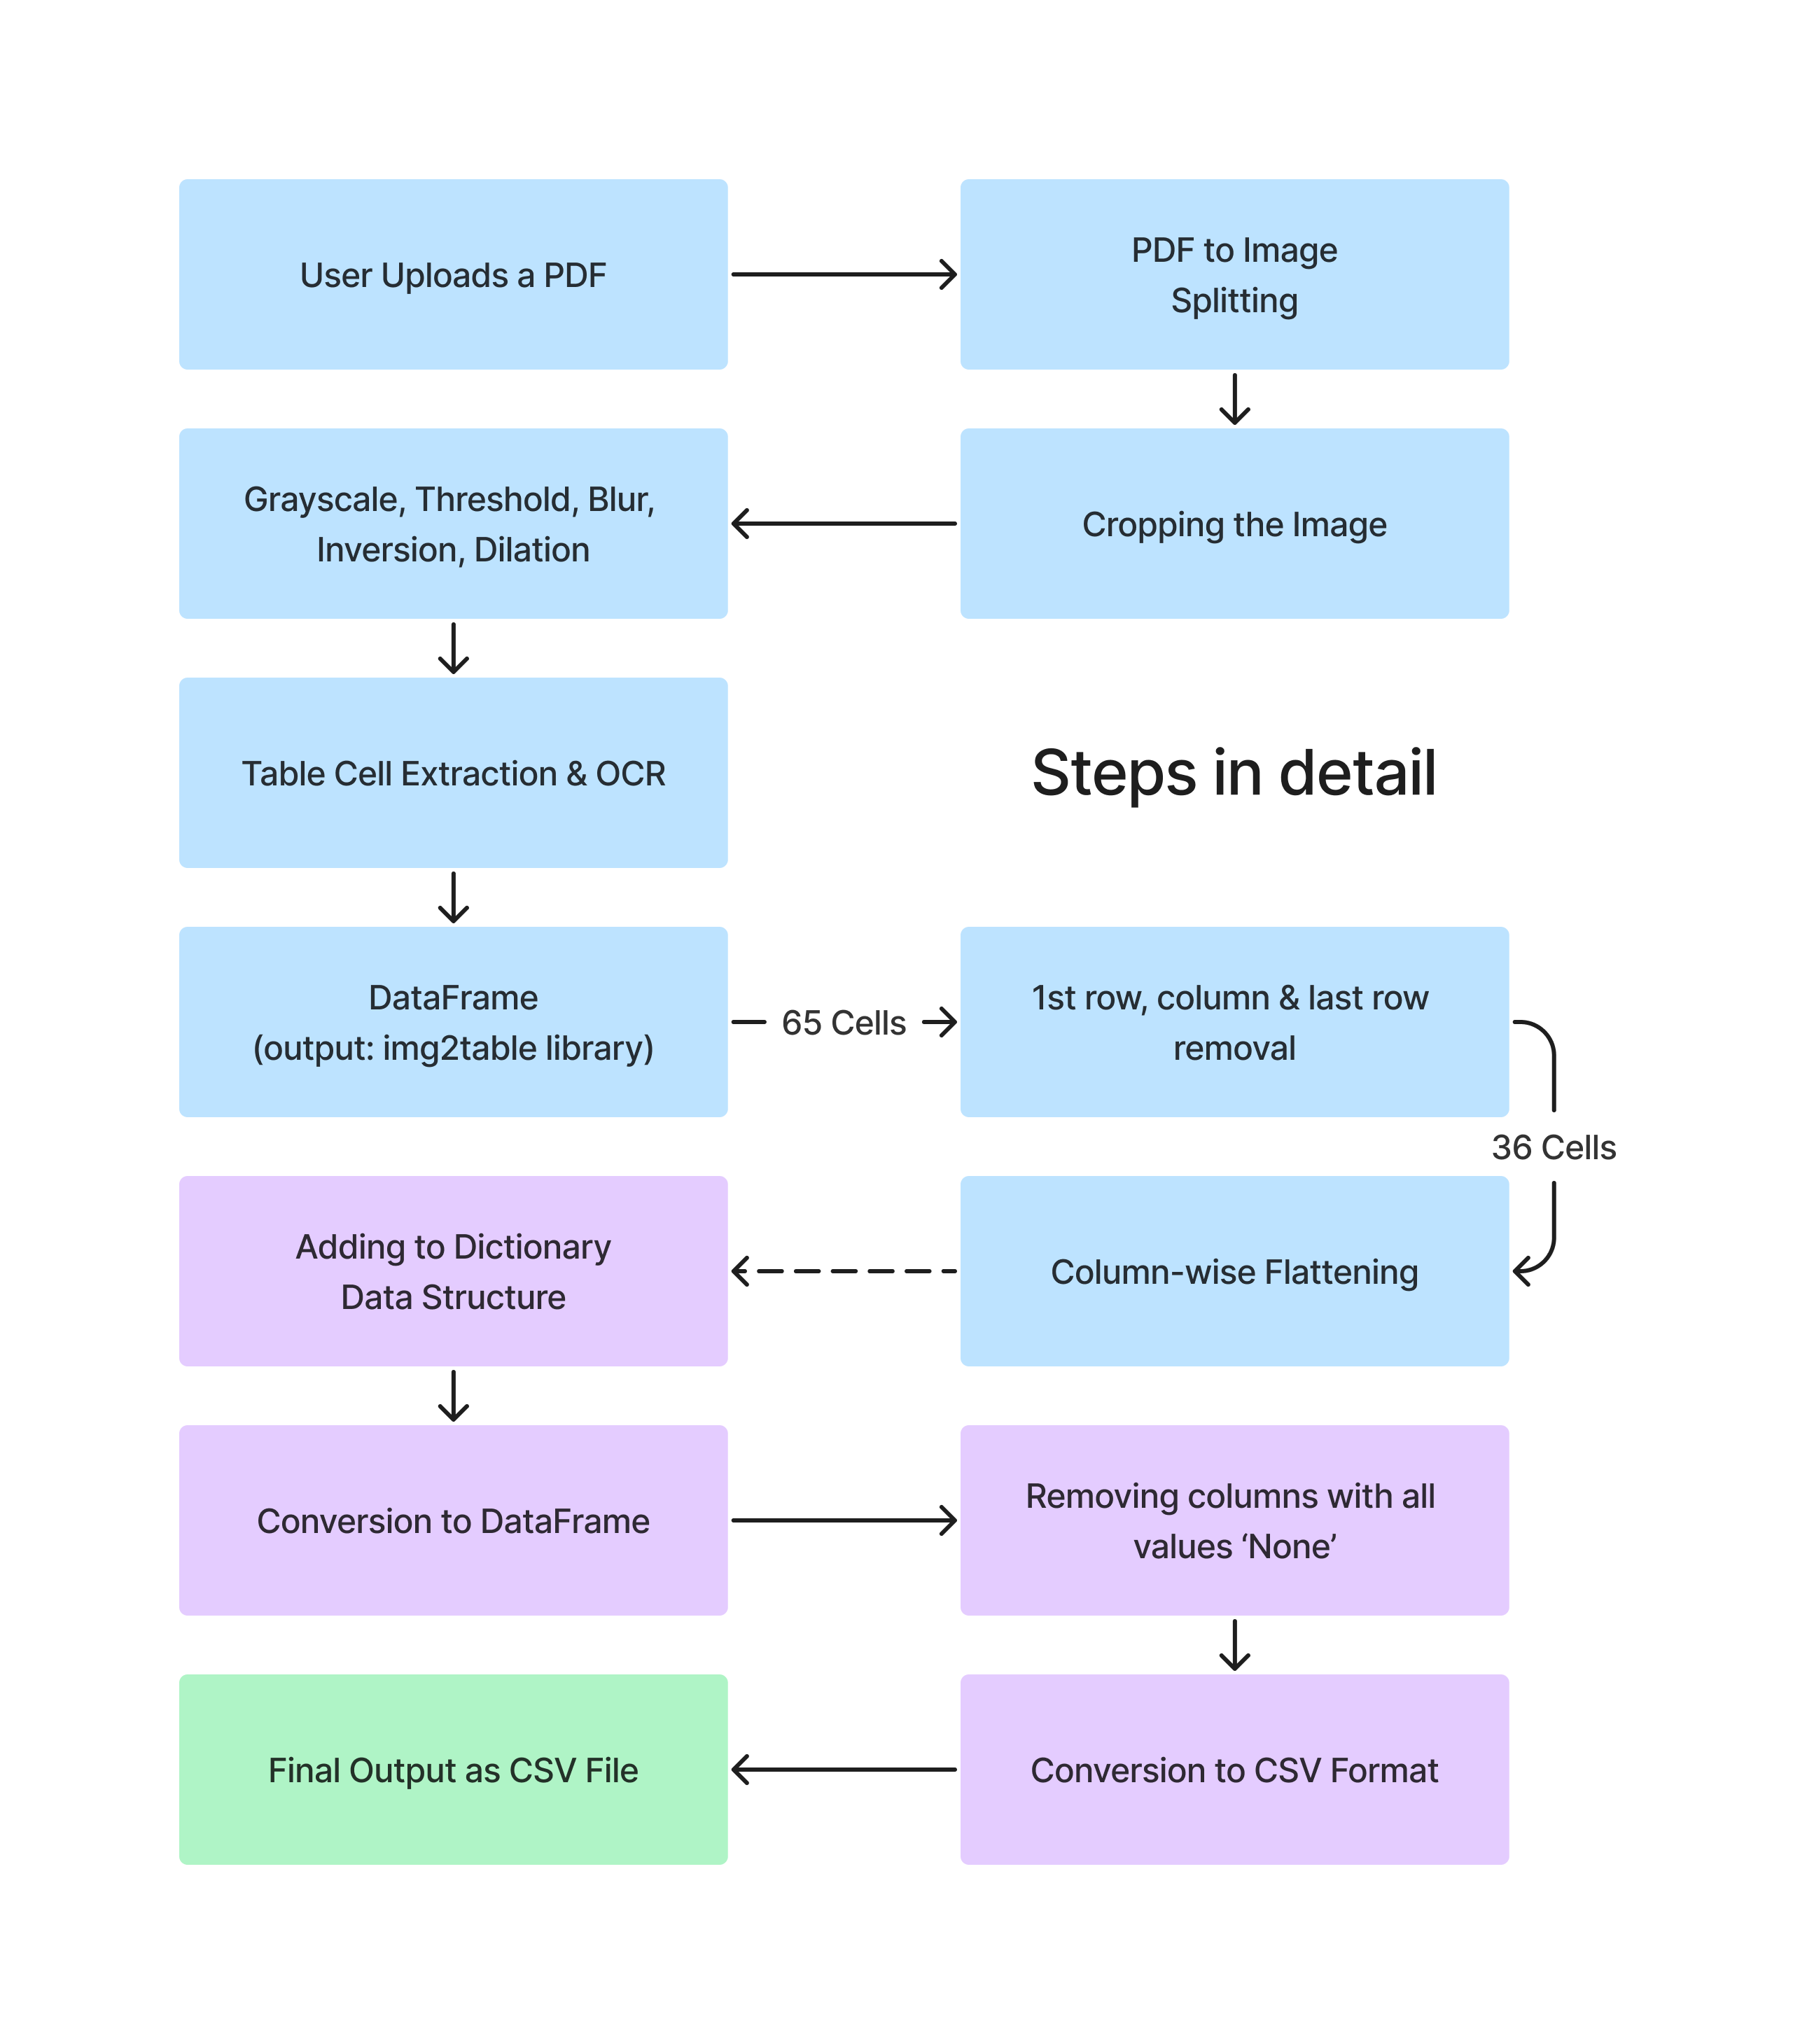 User Uploads a PDF
PDF to Image
Splitting
Grayscale, Threshold, Blur,
Inversion, Dilation
Cropping the Image
Table Cell Extraction & OCR
Steps in detail
DataFrame
(output: img2table library)
65 Cells
1st row, column & last row
removal
36 Cells
Adding to Dictionary
Data Structure
Column-wise Flattening
Conversion to DataFrame
Removing columns with all
values ‘None’
Final Output as CSV File
Conversion to CSV Format